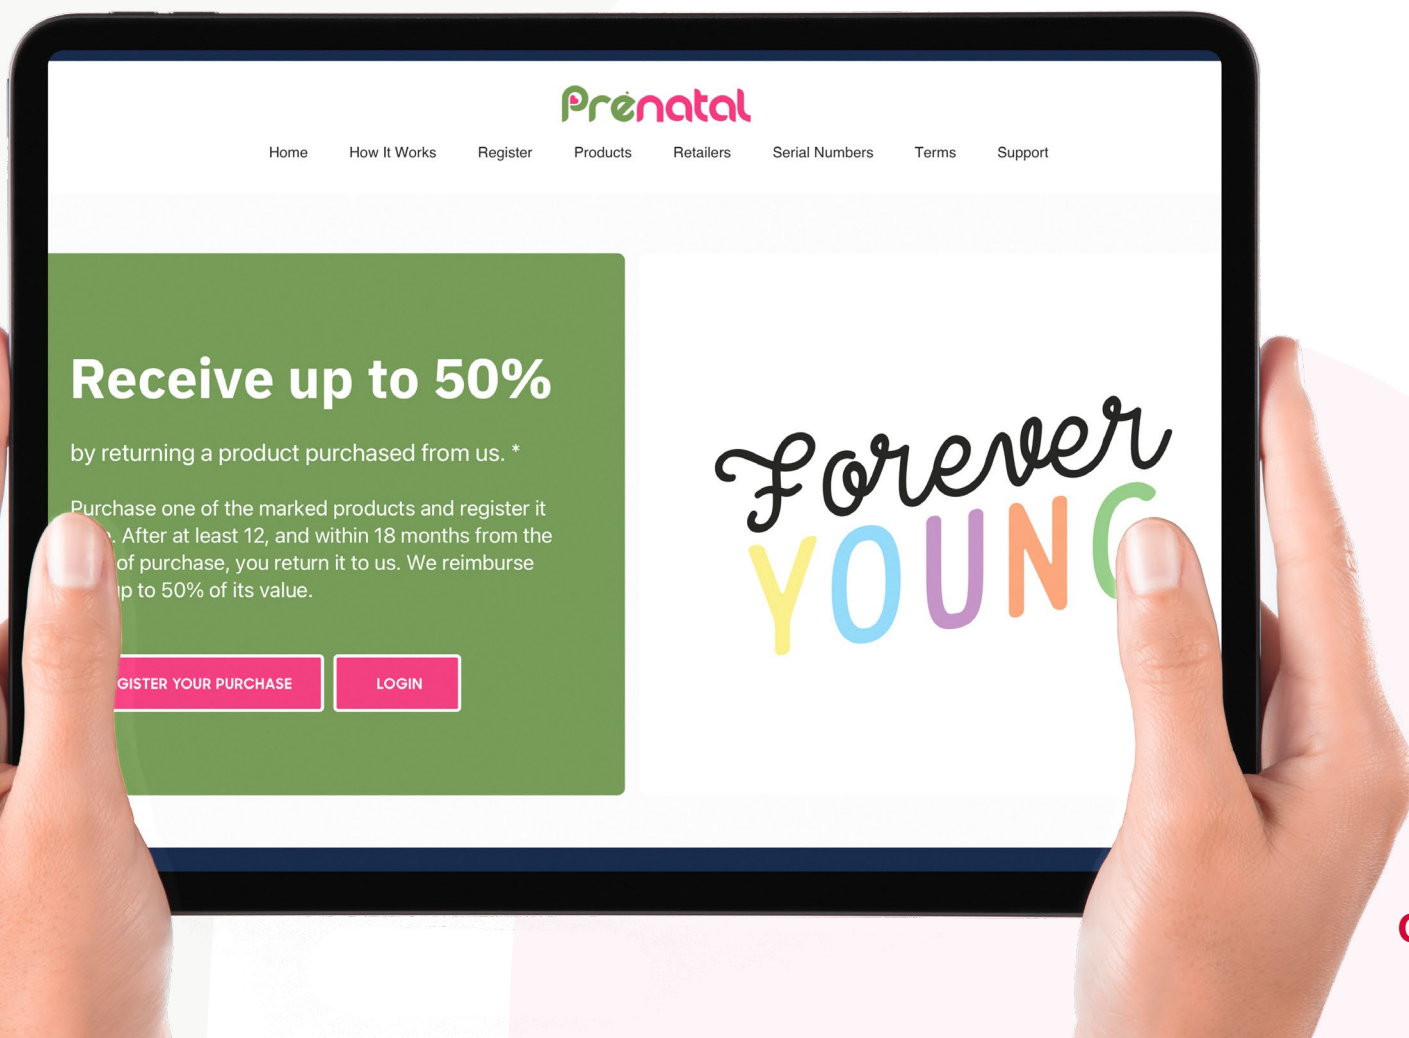 Prénatal
Home How It Works Register Products Retailers Serial Numbers Terms Support
Receive up to 50%
by returning a product purchased from us. *
Purchase one of the marked products and register it
After at least 12, and within 18 months from the
of purchase, you return it to us. We reimburse
to 50% of its value.
YOUR PURCHASE LOGIN
Forever
YOUNG